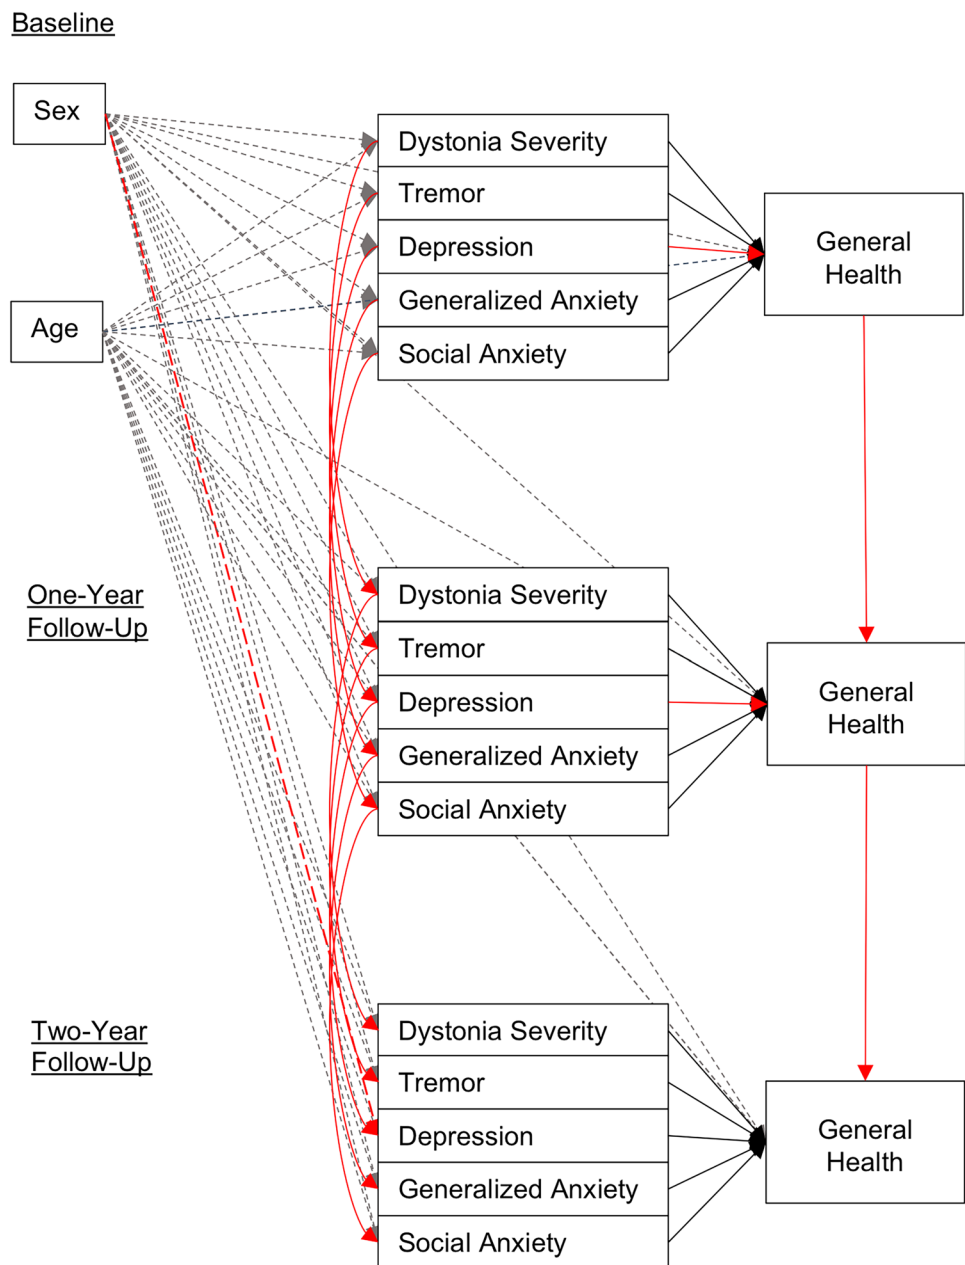 Baseline
Sex
Age
Dystonia Severity
Tremor
Depression
Generalized Anxiety
Social Anxiety
General
Health
One-Year
Follow-Up
Dystonia Severity
Tremor
Depression
Generalized Anxiety
Social Anxiety
General
Health
Two-Year
Follow-Up
Dystonia Severity
Tremor
Depression
Generalized Anxiety
Social Anxiety
General
Health